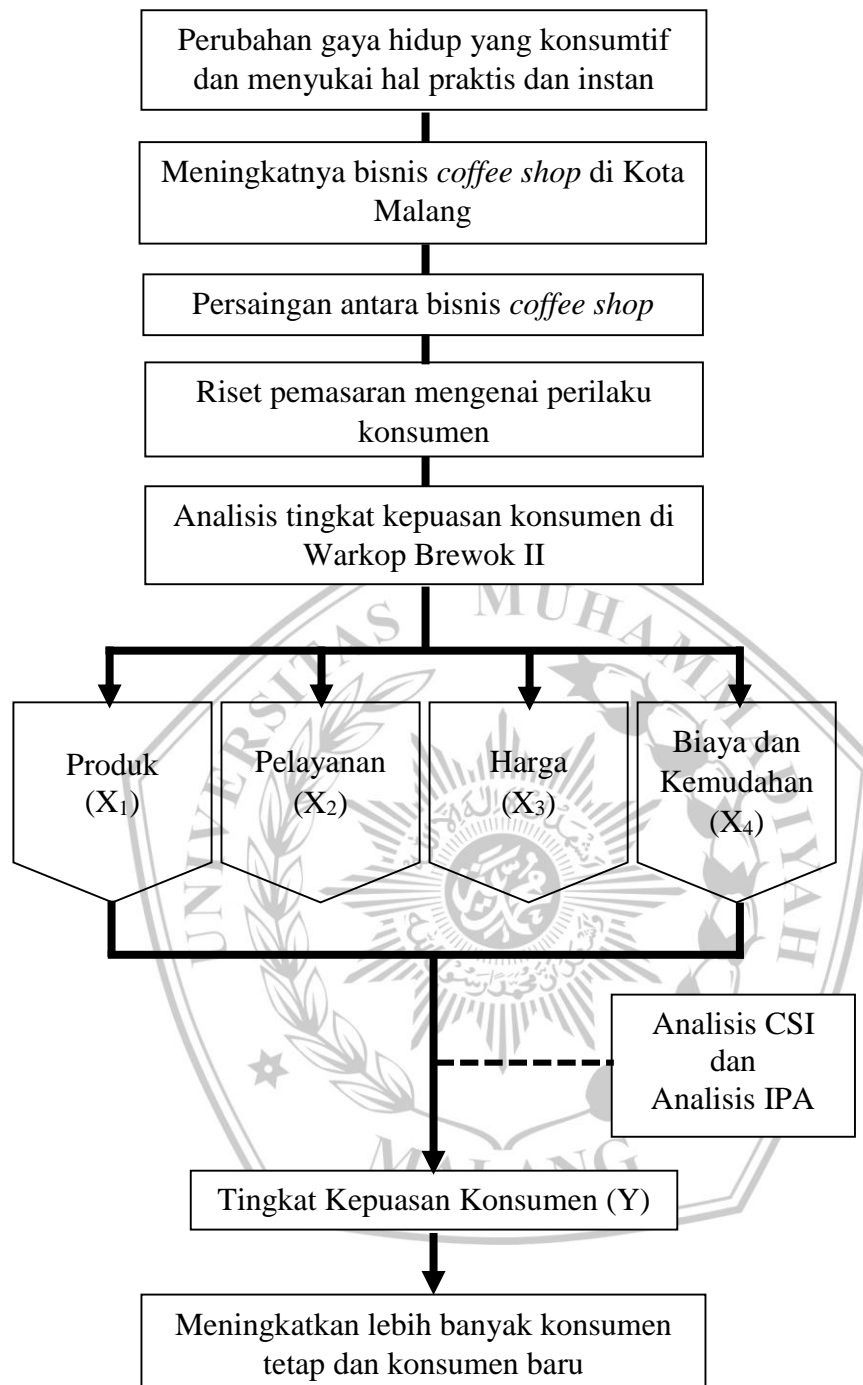 Perubahan gaya hidup yang konsumtif
dan menyukai hal praktis dan instan
Meningkatnya bisnis coffee shop di Kota
Malang
Persaingan antara bisnis coffee shop
Riset pemasaran mengenai perilaku
konsumen
Analisis tingkat kepuasan konsumen di
Warkop Brewok II
UNIVERSITAS MUHAMMADIYAH
Produk
(X₁)
Pelayanan
(X₂)
Harga
(X₃)
Biaya dan
Kemudahan
(X₄)
Analisis CSI
dan
Analisis IPA
MALANG
Tingkat Kepuasan Konsumen (Y)
Meningkatkan lebih banyak konsumen
tetap dan konsumen baru